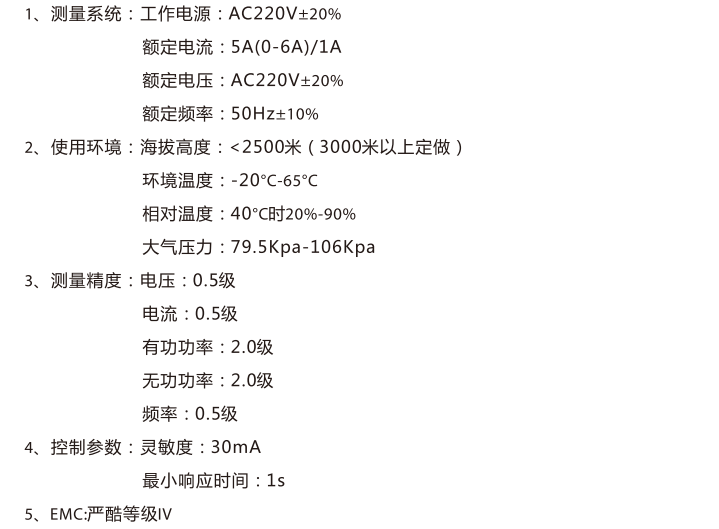 1、测量系统：工作电源：AC220V±20%
额定电流：5A(0-6A)/1A
额定电压：AC220V±20%
额定频率：50Hz±10%
2、使用环境：海拔高度：<2500米（3000米以上定做）
环境温度：-20°C-65°C
相对温度：40°C时20%-90%
大气压力：79.5Kpa-106Kpa
3、测量精度：电压：0.5级
电流：0.5级
有功功率：2.0级
无功功率：2.0级
频率：0.5级
4、控制参数：灵敏度：30mA
最小响应时间：1s
5、EMC:严酷等级IV